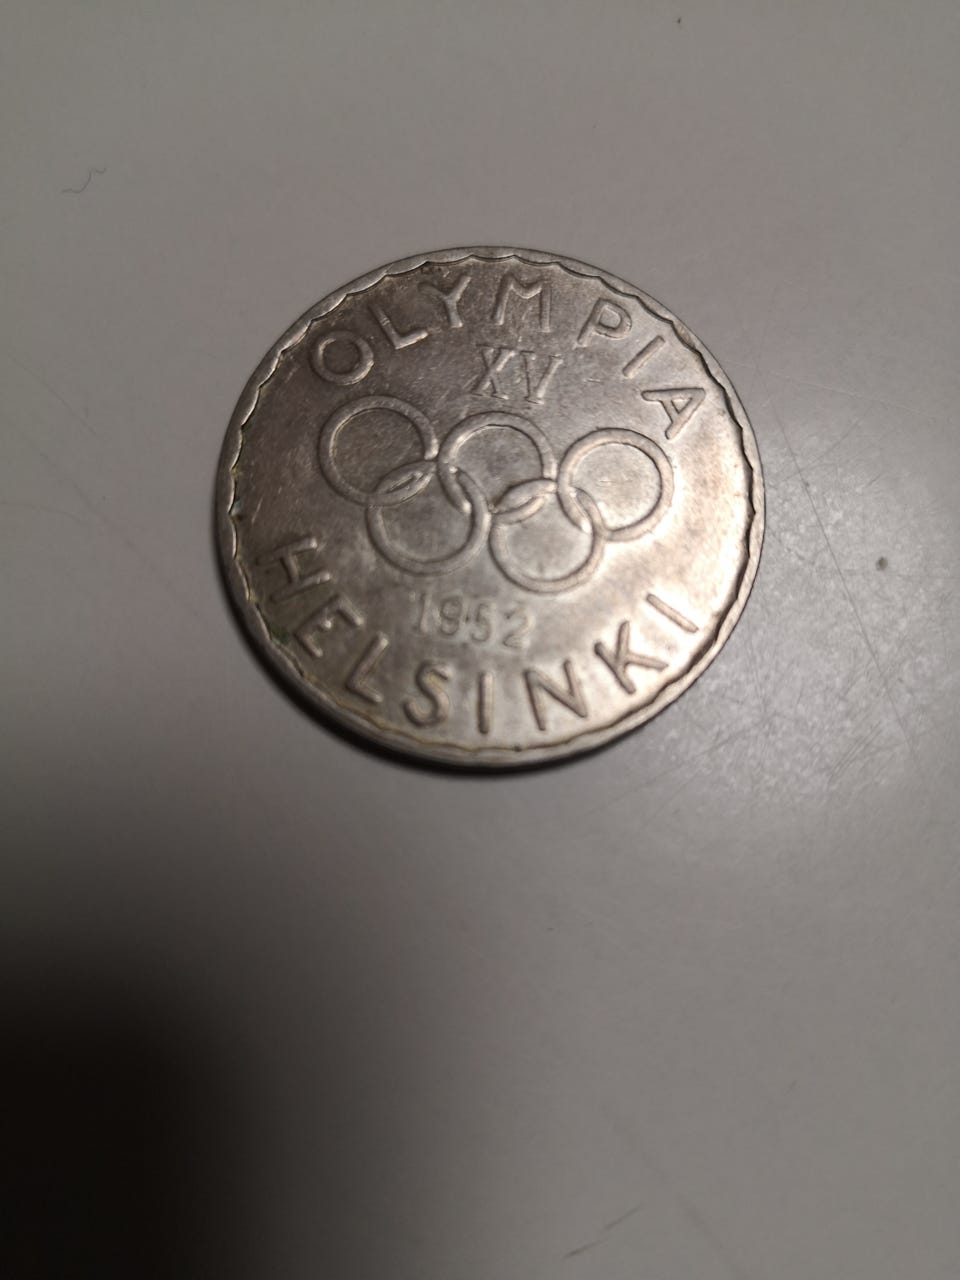 OLYMPIA
XV
1952
HELSINKI